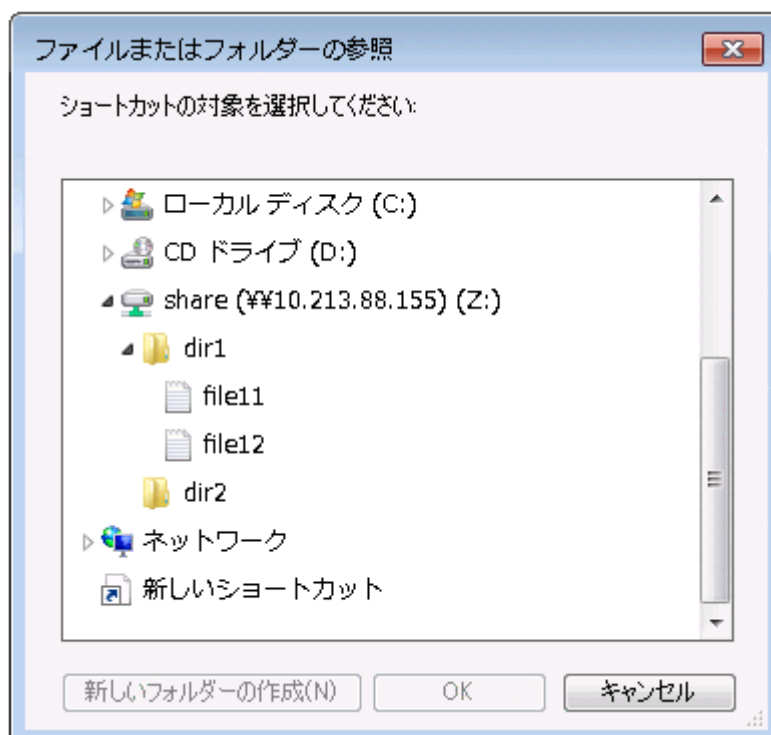 ファイルまたはフォルダーの参照
ショートカットの対象を選択してください:
ローカル ディスク (C:)
CD ドライブ (D:)
share (¥¥10.213.88.155) (Z:)
dir1
file11
file12
dir2
ネットワーク
新しいショートカット
新しいフォルダーの作成(N) OK キャンセル